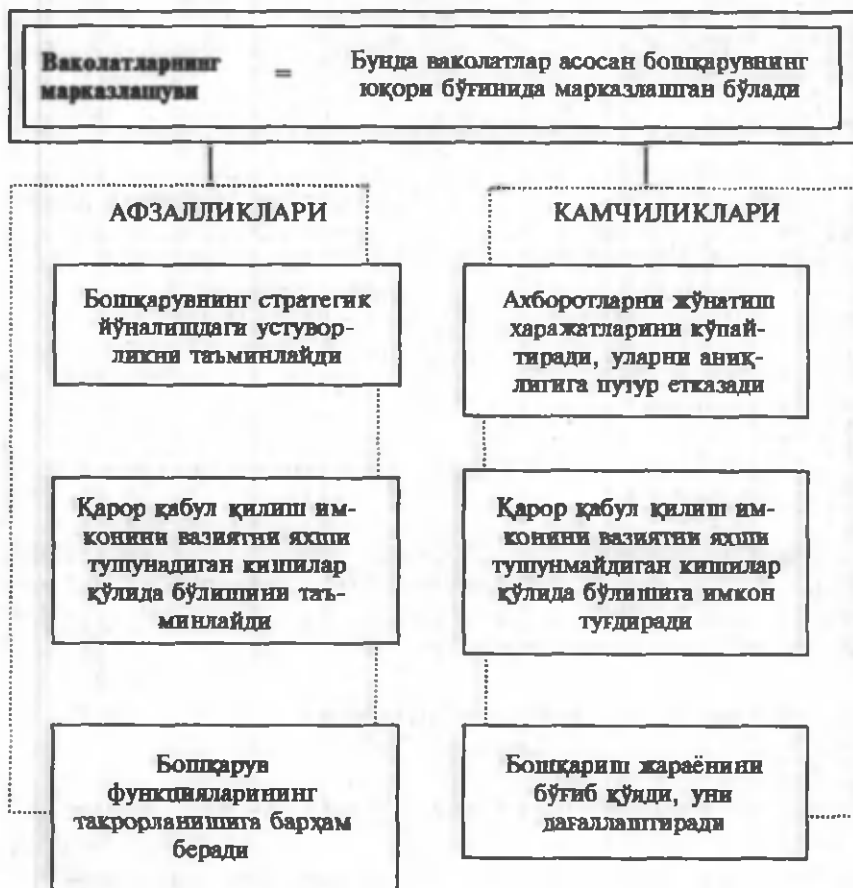 Ваколатларнинг
марказлашуви
=
Бунда ваколатлар асосан бошқарувнинг
юқори бўғинида марказлашган бўлади
АФЗАЛЛИКЛАРИ
Бошқарувнинг стратегик
йўналишдаги устувор-
ликни таъминлайди
Қарор қабул қилиш им-
конини вазиятни яхши
тушунадиган кишилар
қўлида бўлишини таъ-
минлайди
Бошқарув
функцияларининг
такрорланишига барҳам
беради
КАМЧИЛИКЛАРИ
Ахборотларни жўнатиш
харажатларини кўпай-
тиради, уларни аниқ-
лигига путур етказади
Қарор қабул қилиш им-
конини вазиятни яхши
тушунмайдиган кишилар
қўлида бўлишига имкон
туғдиради
Бошқариш жараёнини
бўғиб қўяди, уни
дағаллаштиради